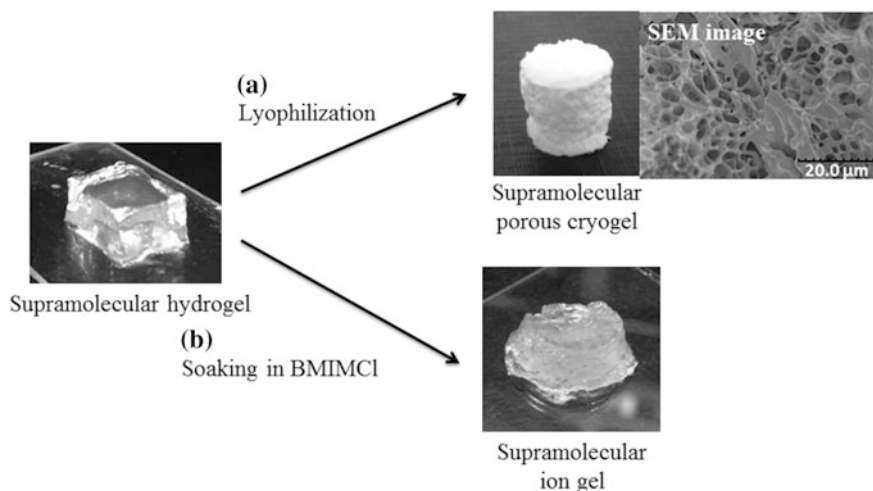 (a)
Lyophilization
SEM image
20.0 µm
Supramolecular
porous cryogel
Supramolecular hydrogel
(b)
Soaking in BMIMCl
Supramolecular
ion gel